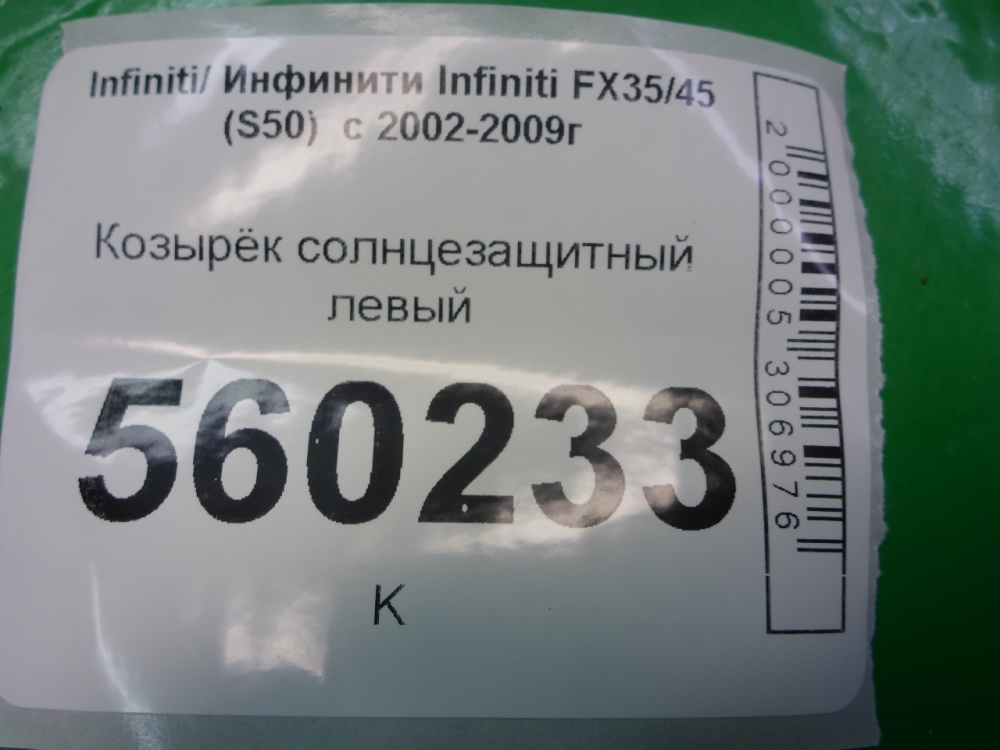 Infiniti/ Инфинити Infiniti FX35/45
(S50) с 2002-2009г
Козырёк солнцезащитный
левый
560233
К
2000005306976